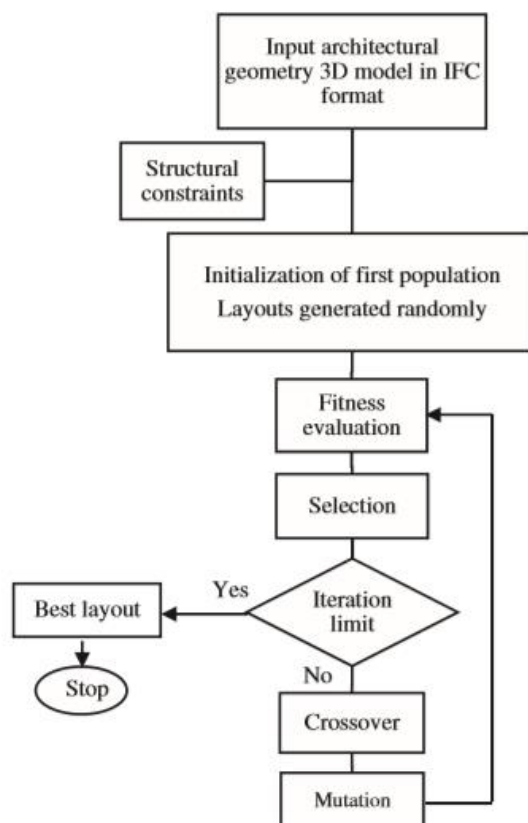 Input architectural
geometry 3D model in IFC
format
Structural
constraints
Initialization of first population
Layouts generated randomly
Fitness
evaluation
Selection
Iteration
limit
Yes
Best layout
Stop
No
Crossover
Mutation